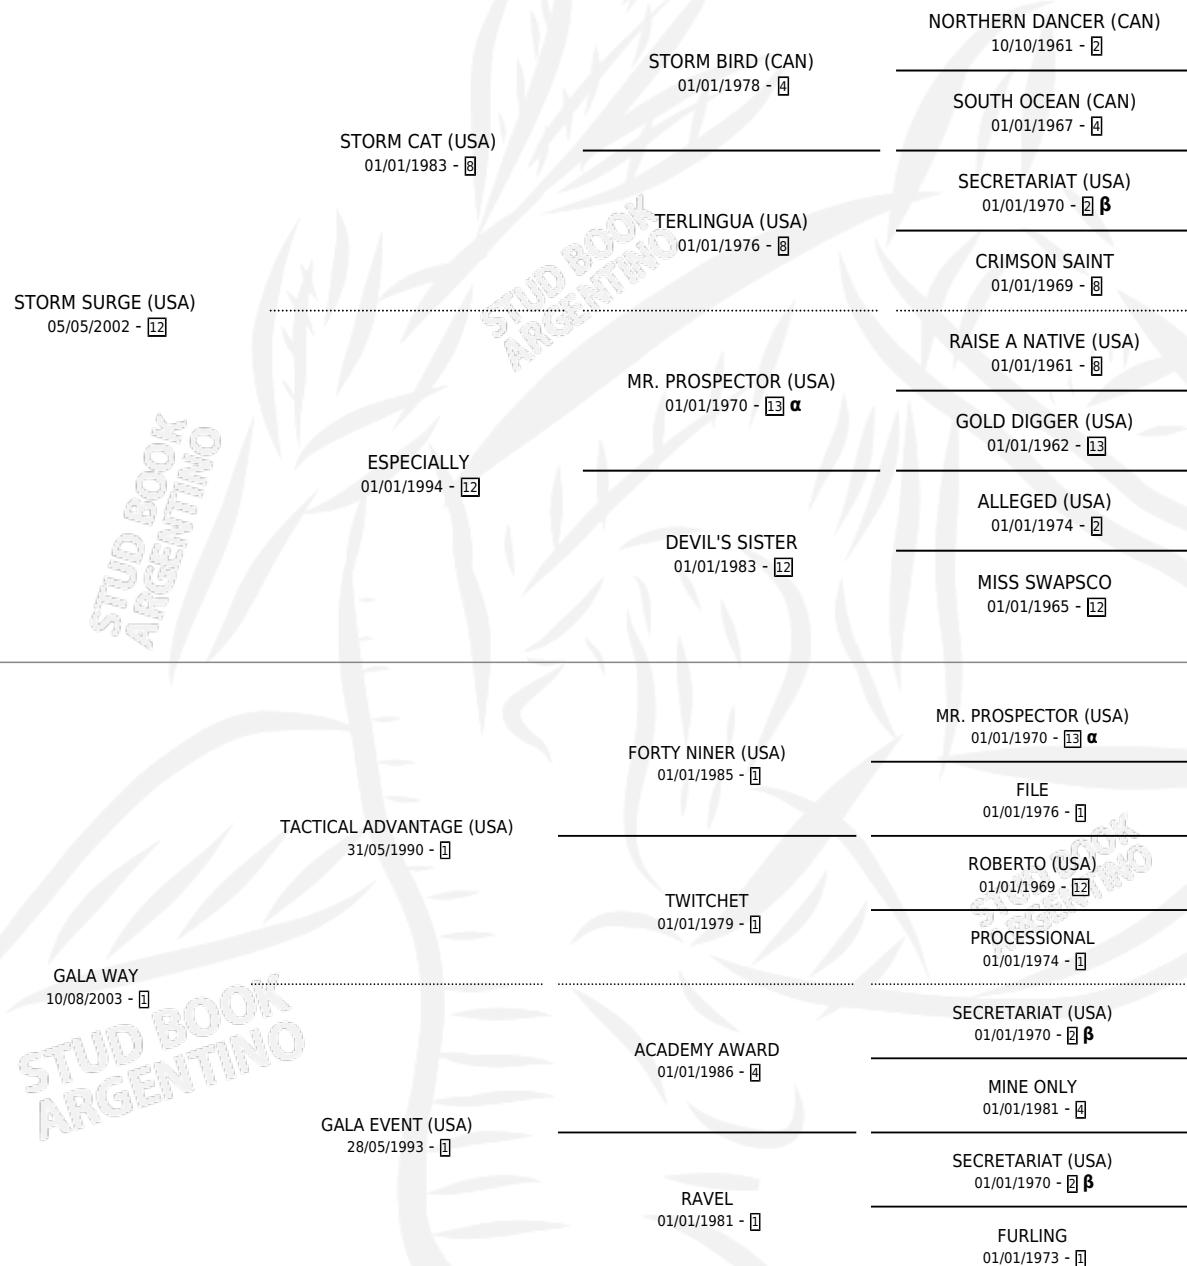 NORTHERN DANCER (CAN)
10/10/1961 - 2
STORM BIRD (CAN)
01/01/1978 - 4
SOUTH OCEAN (CAN)
01/01/1967 - 4
STORM CAT (USA)
01/01/1983 - 8
SECRETARIAT (USA)
01/01/1970 - 2 β
TERLINGUA (USA)
01/01/1976 - 8
CRIMSON SAINT
01/01/1969 - 8
STORM SURGE (USA)
05/05/2002 - 12
RAISE A NATIVE (USA)
01/01/1961 - 8
MR. PROSPECTOR (USA)
01/01/1970 - 13 α
GOLD DIGGER (USA)
01/01/1962 - 13
ESPECIALLY
01/01/1994 - 12
ALLEGED (USA)
01/01/1974 - 2
DEVIL'S SISTER
01/01/1983 - 12
MISS SWAPSCO
01/01/1965 - 12
MR. PROSPECTOR (USA)
01/01/1970 - 13 α
FORTY NINER (USA)
01/01/1985 - 1
FILE
01/01/1976 - 1
TACTICAL ADVANTAGE (USA)
31/05/1990 - 1
ROBERTO (USA)
01/01/1969 - 12
TWITCHET
01/01/1979 - 1
PROCESSIONAL
01/01/1974 - 1
GALA WAY
10/08/2003 - 1
SECRETARIAT (USA)
01/01/1970 - 2 β
ACADEMY AWARD
01/01/1986 - 4
MINE ONLY
01/01/1981 - 4
GALA EVENT (USA)
28/05/1993 - 1
SECRETARIAT (USA)
01/01/1970 - 2 β
RAVEL
01/01/1981 - 1
FURLING
01/01/1973 - 1
STUD BOOK
ARGENTINO
STUD BOOK
ARGENTINO
STUD BOOK
ARGENTINO
STUD BOOK
ARGENTINO